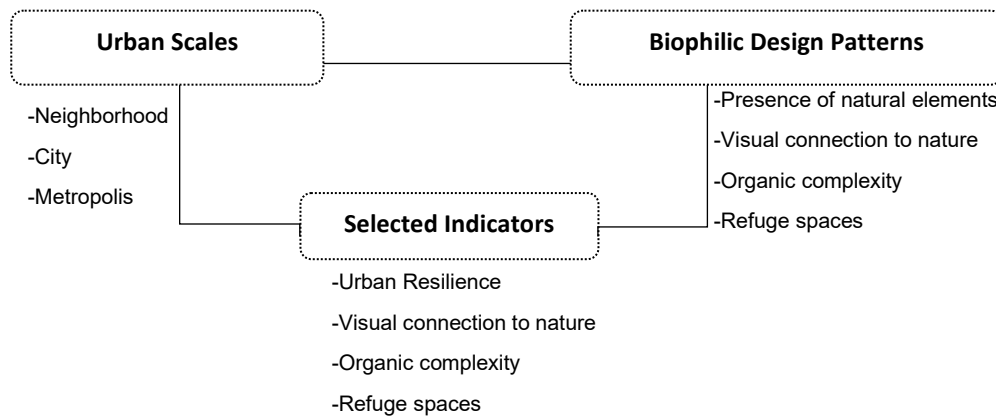 Urban Scales
-Neighborhood
-City
-Metropolis
Biophilic Design Patterns
-Presence of natural elements
-Visual connection to nature
-Organic complexity
-Refuge spaces
Selected Indicators
-Urban Resilience
-Visual connection to nature
-Organic complexity
-Refuge spaces